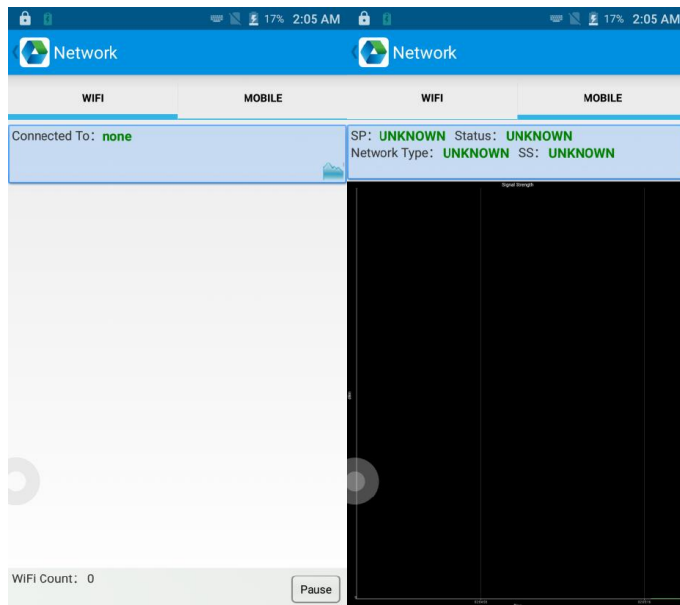 17% 2:05 AM
Network
WIFI MOBILE
Connected To: none
WiFi Count: 0
Pause
17% 2:05 AM
Network
WIFI MOBILE
SP: UNKNOWN Status: UNKNOWN
Network Type: UNKNOWN SS: UNKNOWN
Signal Strength